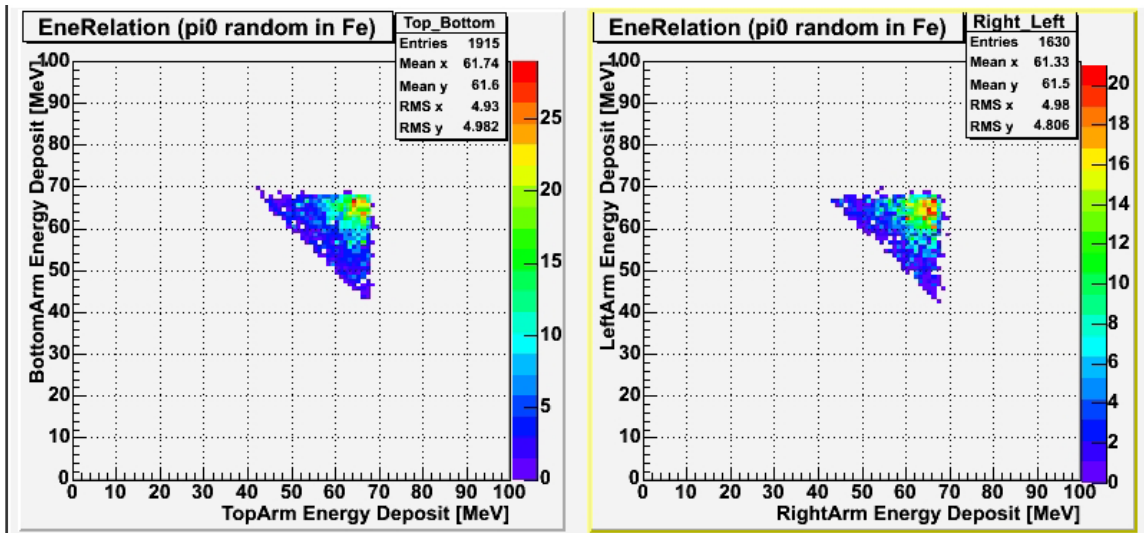 EneRelation (pi0 random in Fe)
Top_Bottom
Entries 1915
Mean x 61.74
Mean y 61.6
RMS x 4.93
RMS y 4.982
BottomArm Energy Deposit [MeV]
100
90
80
70
60
50
40
30
20
10
0
0 10 20 30 40 50 60 70 80 90 100
TopArm Energy Deposit [MeV]
25
20
15
10
5
0
EneRelation (pi0 random in Fe)
Right_Left
Entries 1630
Mean x 61.33
Mean y 61.5
RMS x 4.98
RMS y 4.806
LeftArm Energy Deposit [MeV]
100
90
80
70
60
50
40
30
20
10
0
0 10 20 30 40 50 60 70 80 90 100
RightArm Energy Deposit [MeV]
20
18
16
14
12
10
8
6
4
2
0